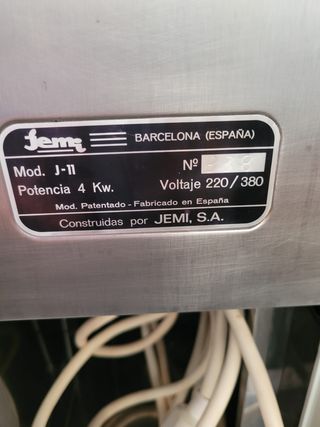 Jemi BARCELONA (ESPAÑA)
Mod. J-11 Nº
Potencia 4 Kw. Voltaje 220/380
Mod. Patentado - Fabricado en España
Construidas por JEMI, S.A.